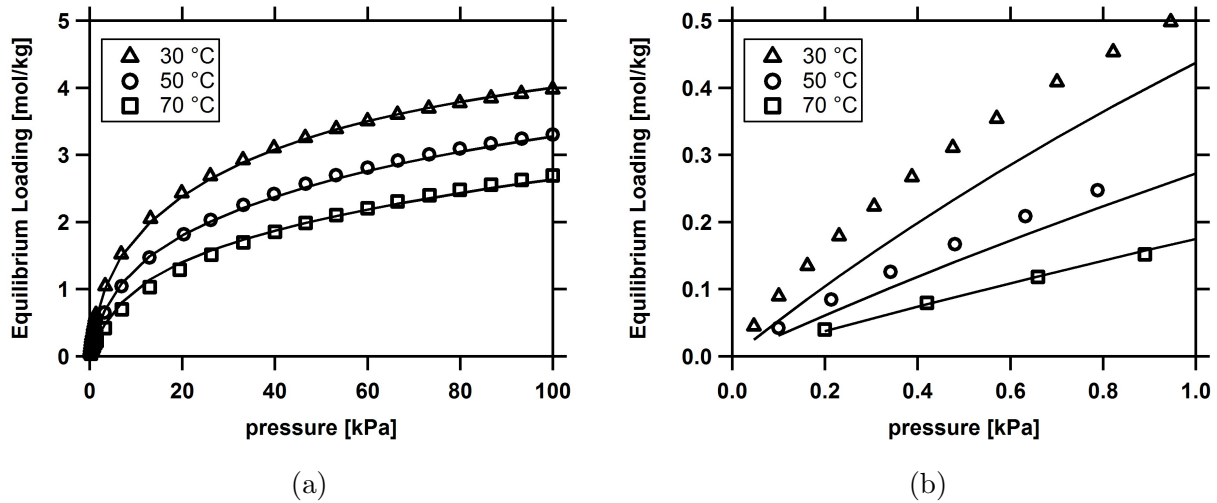 5
4
3
2
1
0
Equilibrium Loading [mol/kg]
30 °C
50 °C
70 °C
0 20 40 60 80 100
pressure [kPa]
(a)
0.5
0.4
0.3
0.2
0.1
0.0
Equilibrium Loading [mol/kg]
30 °C
50 °C
70 °C
0.0 0.2 0.4 0.6 0.8 1.0
pressure [kPa]
(b)